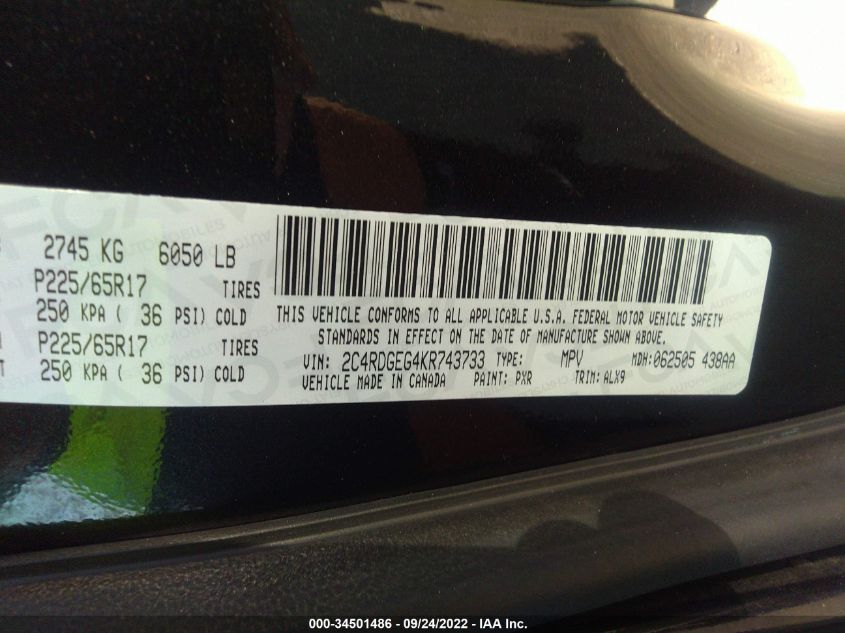 2745 KG 6050 LB
P225/65R17 TIRES
250 KPA ( 36 PSI) COLD
P225/65R17 TIRES
250 KPA ( 36 PSI) COLD
THIS VEHICLE CONFORMS TO ALL APPLICABLE U.S.A. FEDERAL MOTOR VEHICLE SAFETY
STANDARDS IN EFFECT ON THE DATE OF MANUFACTURE SHOWN ABOVE.
VIN: 2C4RDGEG4KR743733 TYPE: MPV MDH:062505 438AA
VEHICLE MADE IN CANADA PAINT: PXR TRIM: ALX9
000-34501486 - 09/24/2022 - IAA Inc.